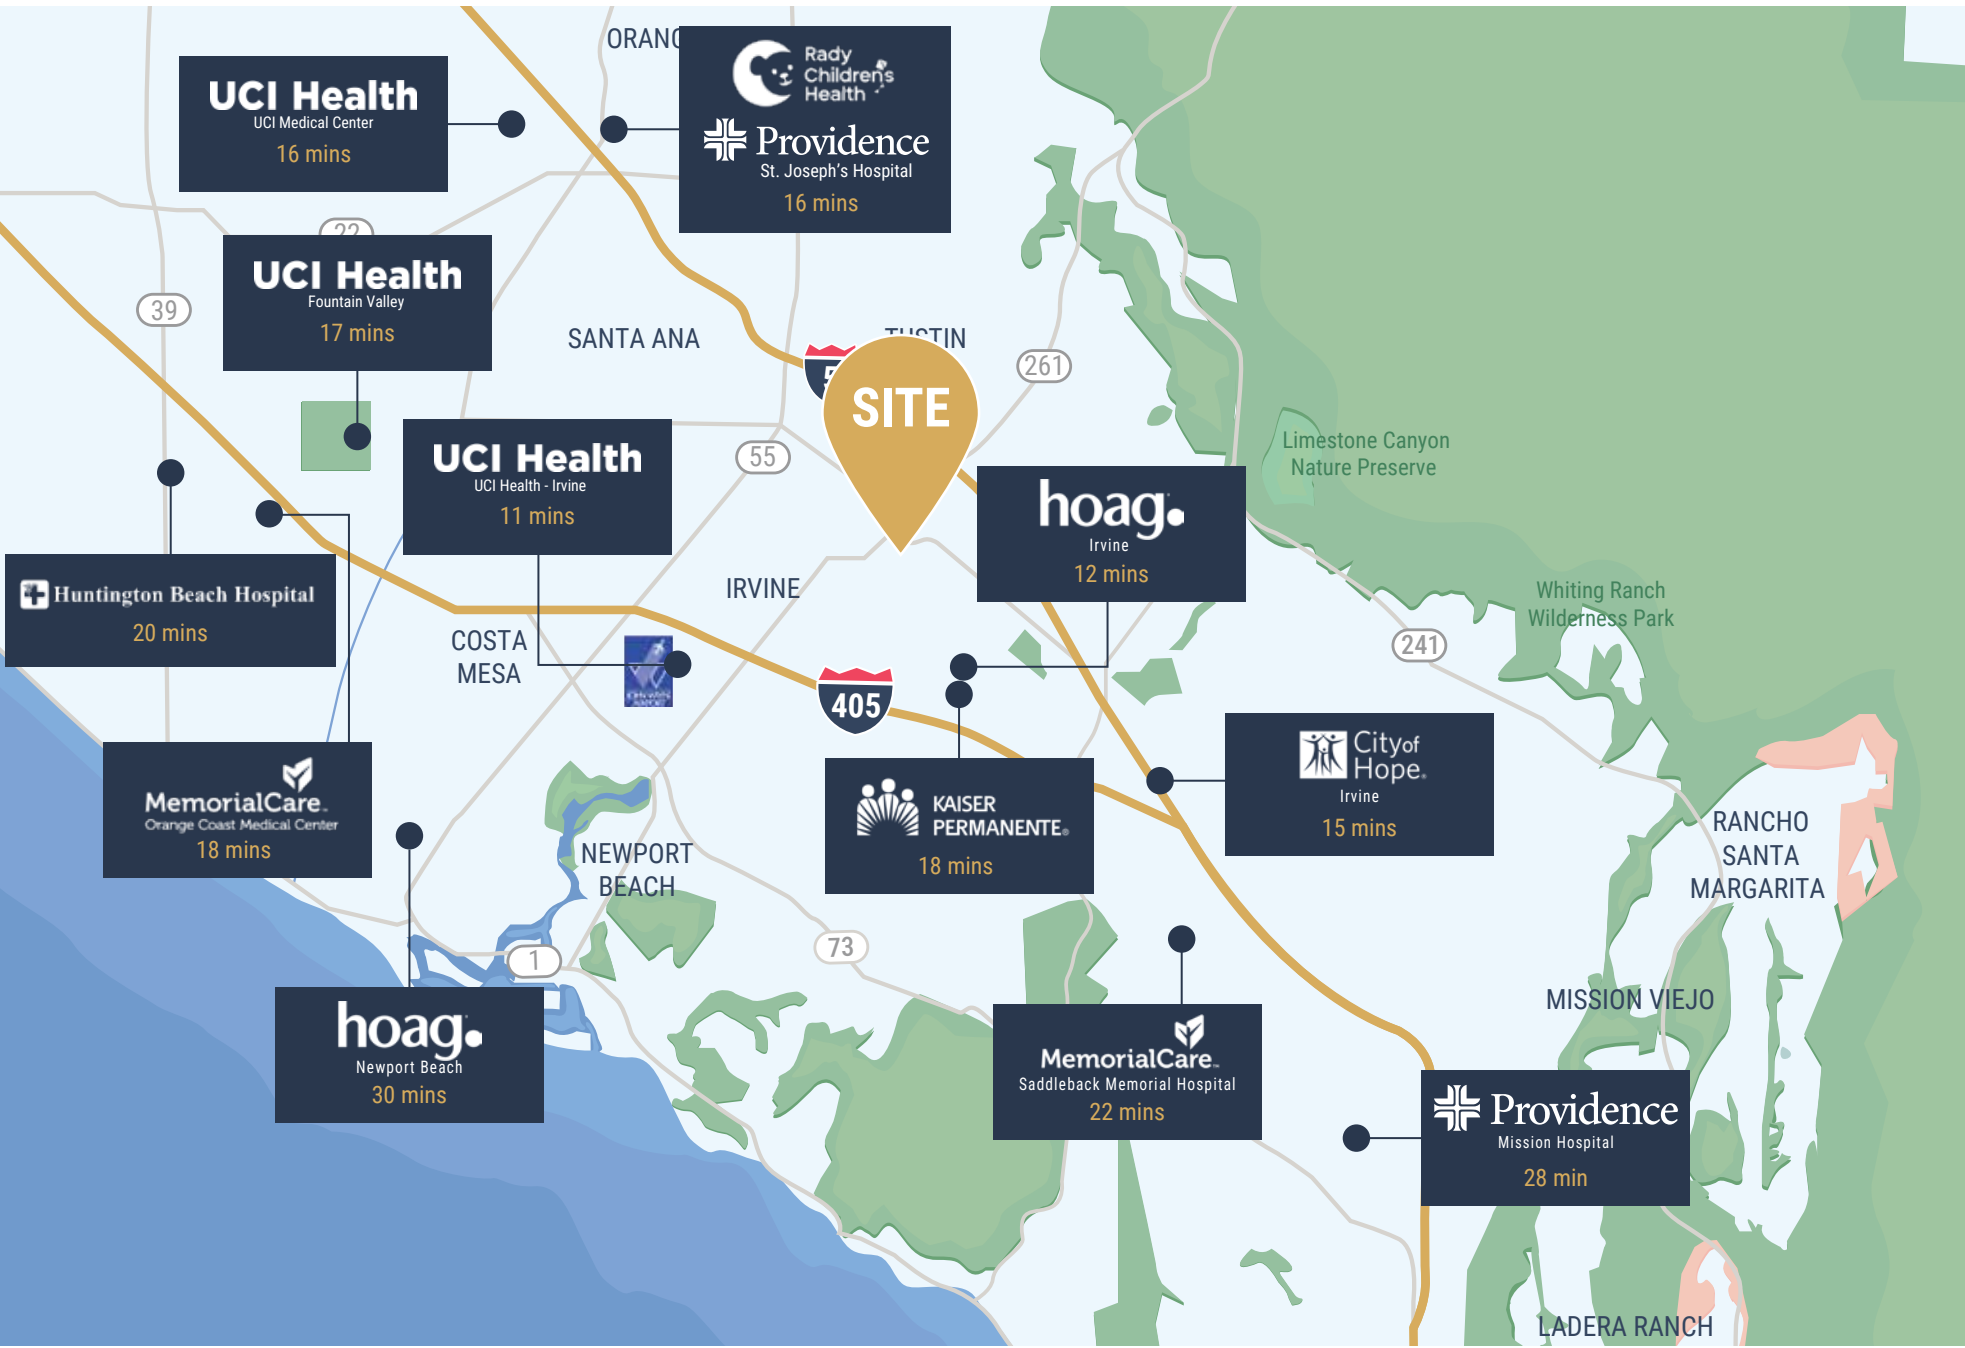 ORANG
Rady
Children's
Health
Providence
St. Joseph's Hospital
16 mins
UCI Health
UCI Medical Center
16 mins
22
UCI Health
Fountain Valley
17 mins
39
SANTA ANA
TUSTIN
5
261
SITE
55
Limestone Canyon
Nature Preserve
UCI Health
UCI Health - Irvine
11 mins
hoag.
Irvine
12 mins
Huntington Beach Hospital
20 mins
IRVINE
Whiting Ranch
Wilderness Park
241
COSTA
MESA
405
MemorialCare
Orange Coast Medical Center
18 mins
KAISER
PERMANENTE®
18 mins
City of
Hope.
Irvine
15 mins
RANCHO
SANTA
MARGARITA
NEWPORT
BEACH
73
1
MISSION VIEJO
hoag.
Newport Beach
30 mins
MemorialCare
Saddleback Memorial Hospital
22 mins
Providence
Mission Hospital
28 min
LADERA RANCH